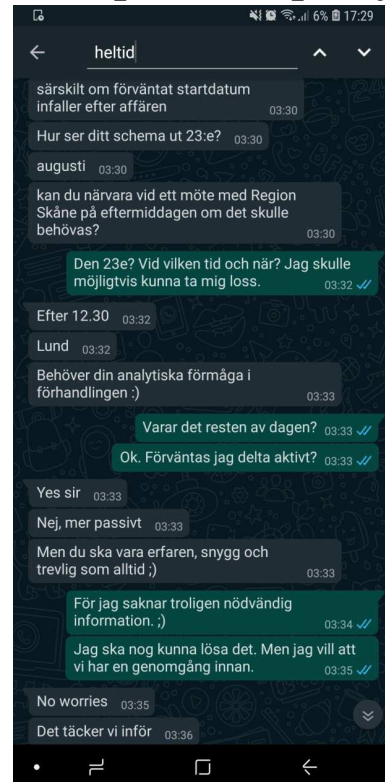 6% 17:29
heltid
särskilt om förväntat startdatum
infaller efter affären 03:30
Hur ser ditt schema ut 23:e? 03:30
augusti 03:30
kan du närvara vid ett möte med Region
Skåne på eftermiddagen om det skulle
behövas? 03:30
Den 23e? Vid vilken tid och när? Jag skulle
möjligtvis kunna ta mig loss. 03:32
Efter 12.30 03:32
Lund 03:32
Behöver din analytiska förmåga i
förhandlingen :) 03:33
Varar det resten av dagen? 03:33
Ok. Förväntas jag delta aktivt? 03:33
Yes sir 03:33
Nej, mer passivt 03:33
Men du ska vara erfaren, snygg och
trevlig som alltid ;) 03:33
För jag saknar troligen nödvändig
information. ;) 03:34
Jag ska nog kunna lösa det. Men jag vill att
vi har en genomgång innan. 03:35
No worries 03:35
Det täcker vi inför 03:36